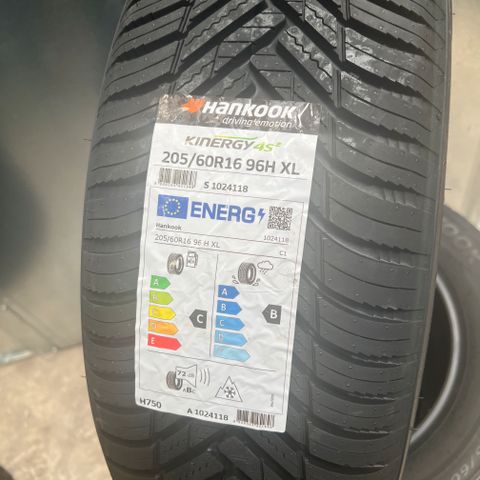 HANKOOK
driving emotion
KINERGY 4S²
205/60R16 96H XL
S 1024118
ENERG
Hankook
1024118
205/60R16 96 H XL
C1
A
B
C
D
E
C
A
B
C
D
E
B
72 dB
ABC
H750
A 1024118